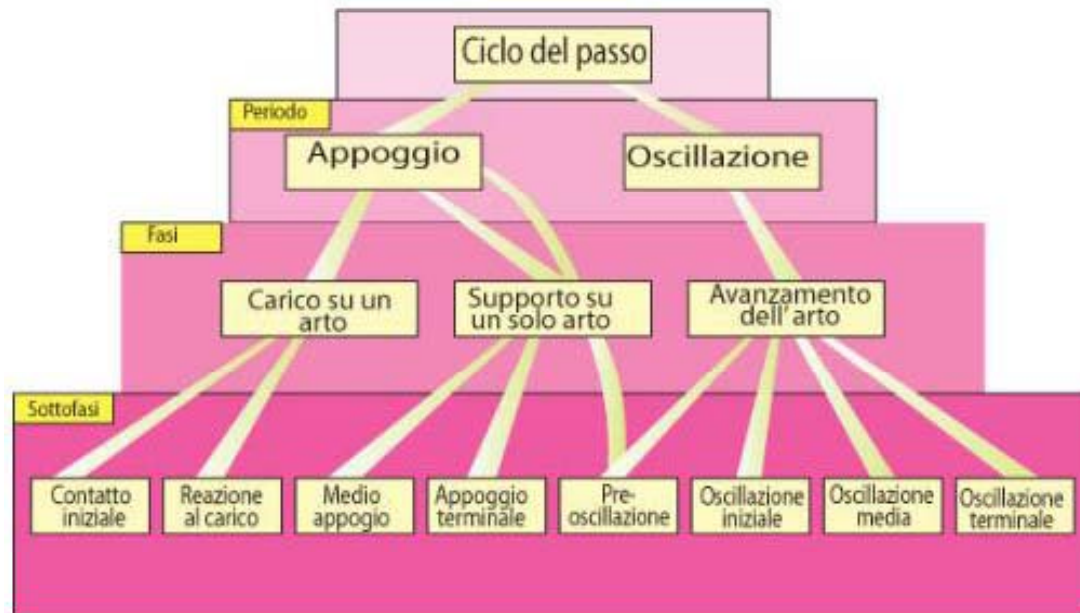 Ciclo del passo
Periodo
Appoggio
Oscillazione
Fasi
Carico su un
arto
Supporto su
un solo arto
Avanzamento
dell'arto
Sottofasi
Contatto
iniziale
Reazione
al carico
Medio
appogio
Appoggio
terminale
Pre-
oscillazione
Oscillazione
iniziale
Oscillazione
media
Oscillazione
terminale